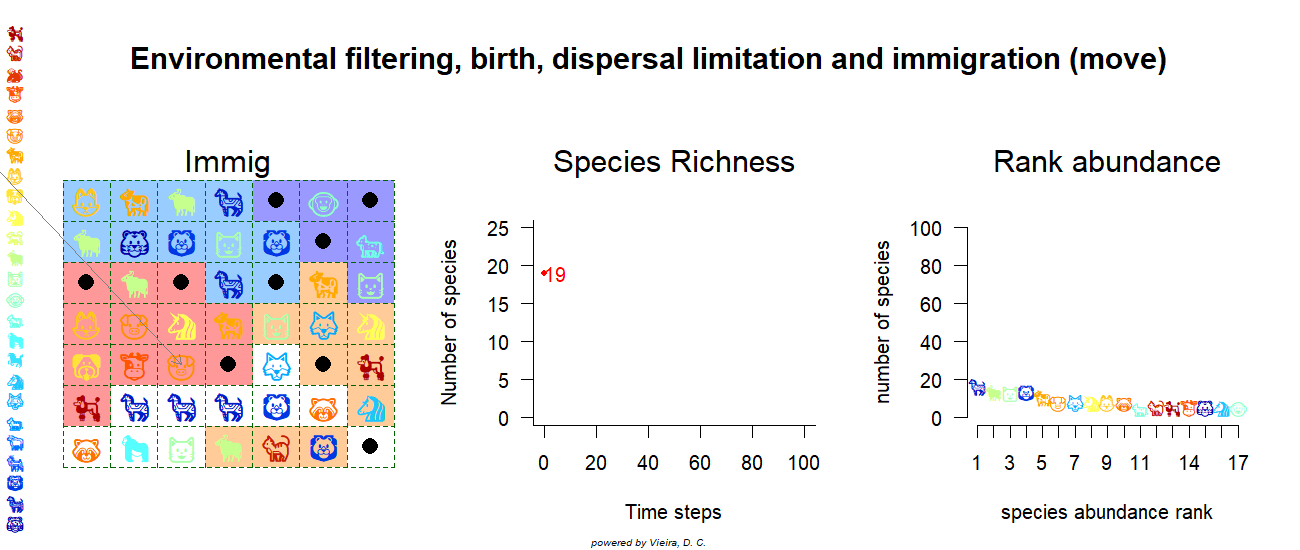 Environmental filtering, birth, dispersal limitation and immigration (move)
Immig
Species Richness
Rank abundance
Number of species
25
20
15
10
5
0
19
0 20 40 60 80 100
Time steps
number of species
100
80
60
40
20
0
1 3 5 7 9 11 14 17
species abundance rank
powered by Vieira, D. C.